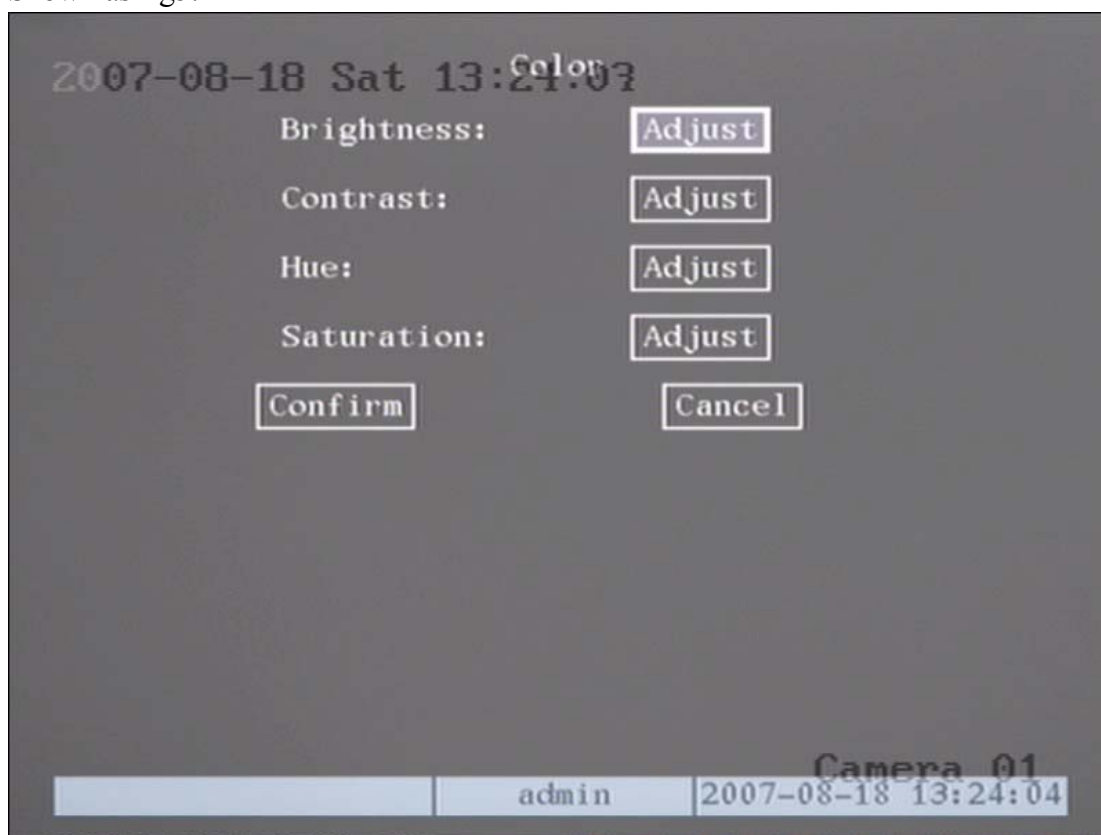 Color
2007-08-18 Sat 13:24:03
Brightness: Adjust
Contrast: Adjust
Hue: Adjust
Saturation: Adjust
Confirm Cancel
Camera 01
admin 2007-08-18 13:24:04